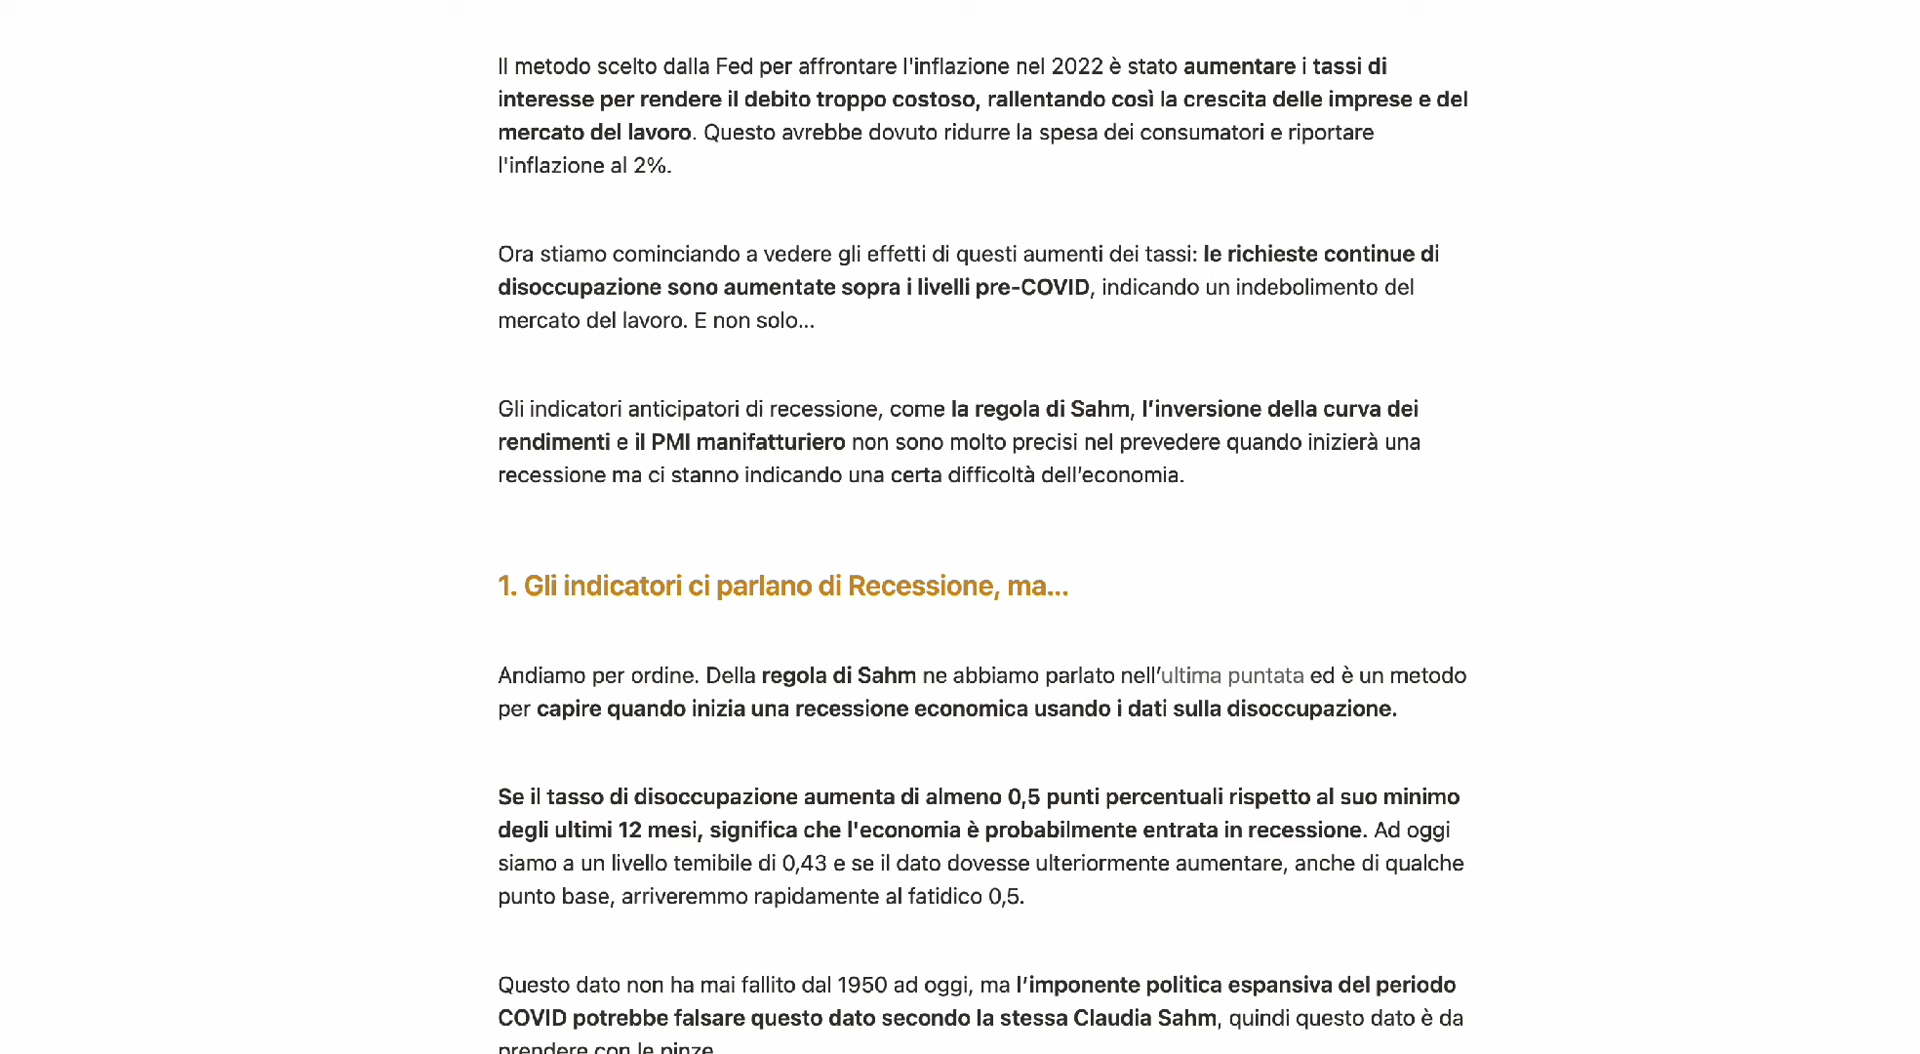 Il metodo scelto dalla Fed per affrontare l'inflazione nel 2022 è stato aumentare i tassi di
interesse per rendere il debito troppo costoso, rallentando così la crescita delle imprese e del
mercato del lavoro. Questo avrebbe dovuto ridurre la spesa dei consumatori e riportare
l'inflazione al 2%.
Ora stiamo cominciando a vedere gli effetti di questi aumenti dei tassi: le richieste continue di
disoccupazione sono aumentate sopra i livelli pre-COVID, indicando un indebolimento del
mercato del lavoro. E non solo...
Gli indicatori anticipatori di recessione, come la regola di Sahm, l’inversione della curva dei
rendimenti e il PMI manifatturiero non sono molto precisi nel prevedere quando inizierà una
recessione ma ci stanno indicando una certa difficoltà dell’economia.
1. Gli indicatori ci parlano di Recessione, ma...
Andiamo per ordine. Della regola di Sahm ne abbiamo parlato nell’ultima puntata ed è un metodo
per capire quando inizia una recessione economica usando i dati sulla disoccupazione.
Se il tasso di disoccupazione aumenta di almeno 0,5 punti percentuali rispetto al suo minimo
degli ultimi 12 mesi, significa che l'economia è probabilmente entrata in recessione. Ad oggi
siamo a un livello temibile di 0,43 e se il dato dovesse ulteriormente aumentare, anche di qualche
punto base, arriveremmo rapidamente al fatidico 0,5.
Questo dato non ha mai fallito dal 1950 ad oggi, ma l’imponente politica espansiva del periodo
COVID potrebbe falsare questo dato secondo la stessa Claudia Sahm, quindi questo dato è da
prendere con le pinze.